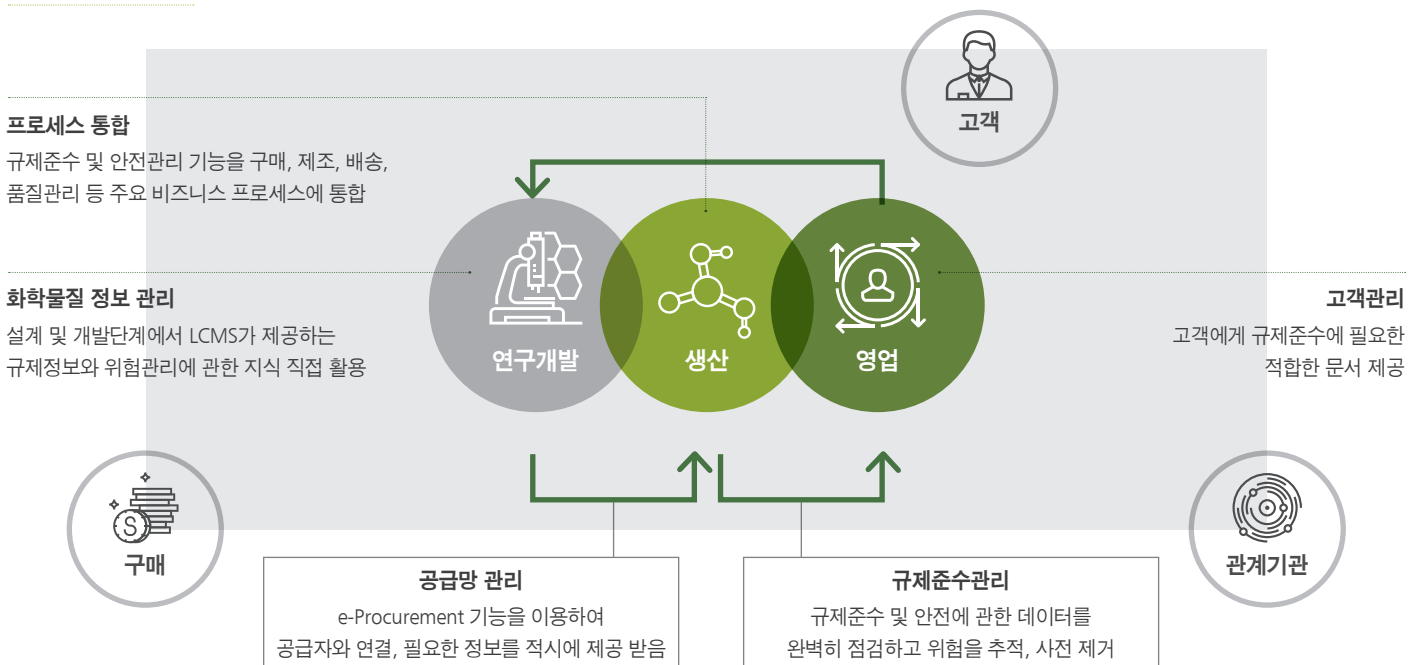 고객
프로세스 통합
규제준수 및 안전관리 기능을 구매, 제조, 배송,
품질관리 등 주요 비즈니스 프로세스에 통합
화학물질 정보 관리
설계 및 개발단계에서 LCMS가 제공하는
규제정보와 위험관리에 관한 지식 직접 활용
연구개발
생산
영업
고객관리
고객에게 규제준수에 필요한
적합한 문서 제공
S
구매
관계기관
공급망 관리
e-Procurement 기능을 이용하여
공급자와 연결, 필요한 정보를 적시에 제공 받음
규제준수관리
규제준수 및 안전에 관한 데이터를
완벽히 점검하고 위험을 추적, 사전 제거